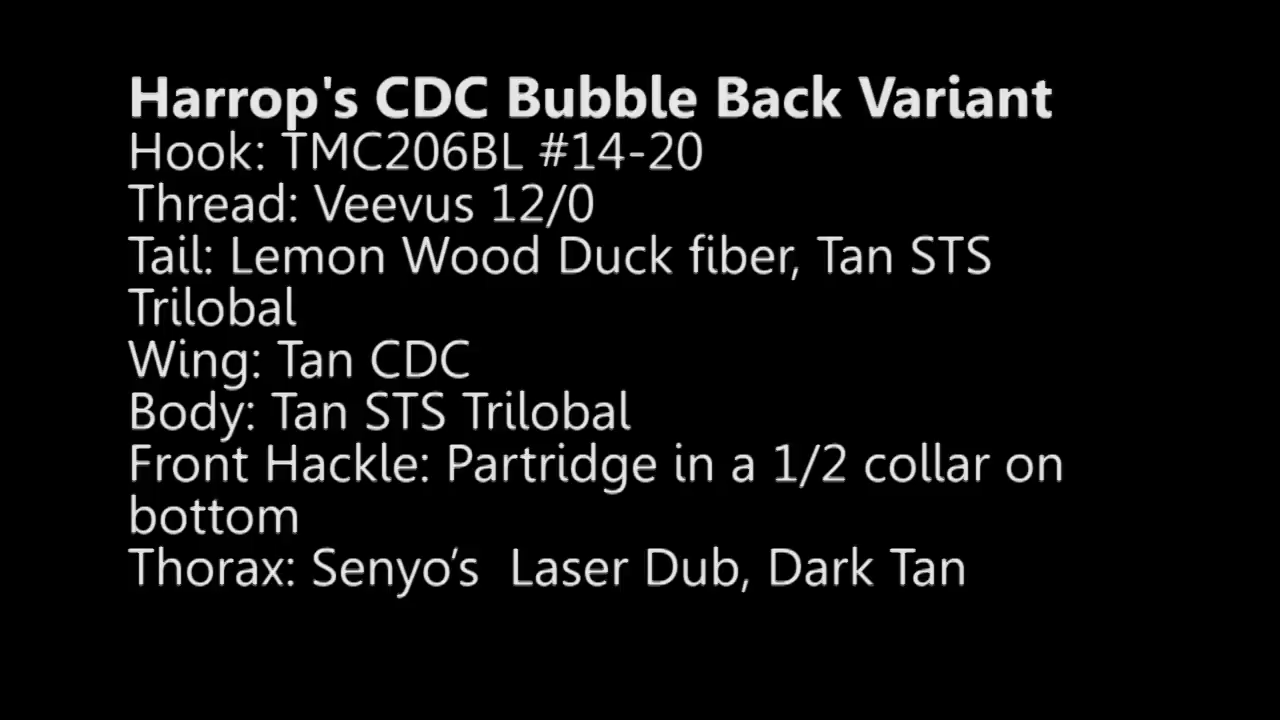 Harrop's CDC Bubble Back Variant
Hook: TMC206BL #14-20
Thread: Veevus 12/0
Tail: Lemon Wood Duck fiber, Tan STS
Trilobal
Wing: Tan CDC
Body: Tan STS Trilobal
Front Hackle: Partridge in a 1/2 collar on
bottom
Thorax: Senyo’s  Laser Dub, Dark Tan